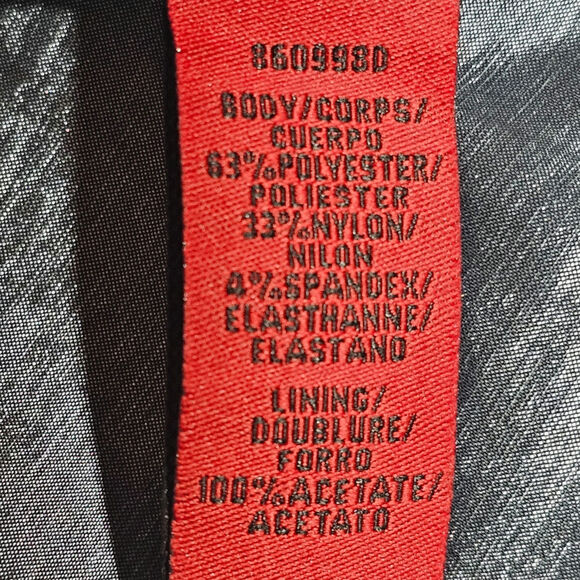 860998D
BODY/CORPS/
CUERPO
63%POLYESTER/
POLIESTER
33%NYLON/
NILON
4%SPANDEX/
ELASTHANNE/
ELASTANO
LINING/
DOUBLURE/
FORRO
100%ACETATE/
ACETATO